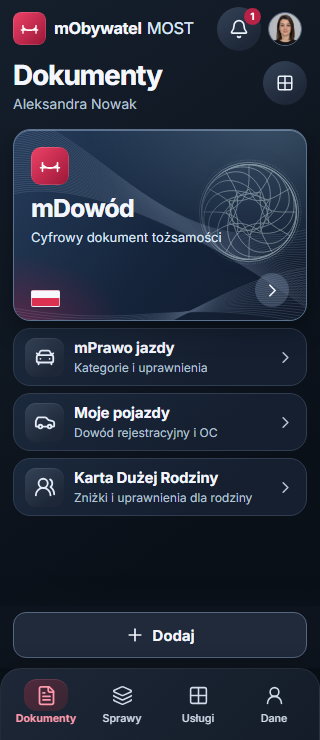 mObywatel MOST
1
Dokumenty
Aleksandra Nowak
mDowód
Cyfrowy dokument tożsamości
mPrawo jazdy
Kategorie i uprawnienia
Moje pojazdy
Dowód rejestracyjny i OC
Karta Dużej Rodziny
Zniżki i uprawnienia dla rodziny
Dodaj
Dokumenty Sprawy Usługi Dane